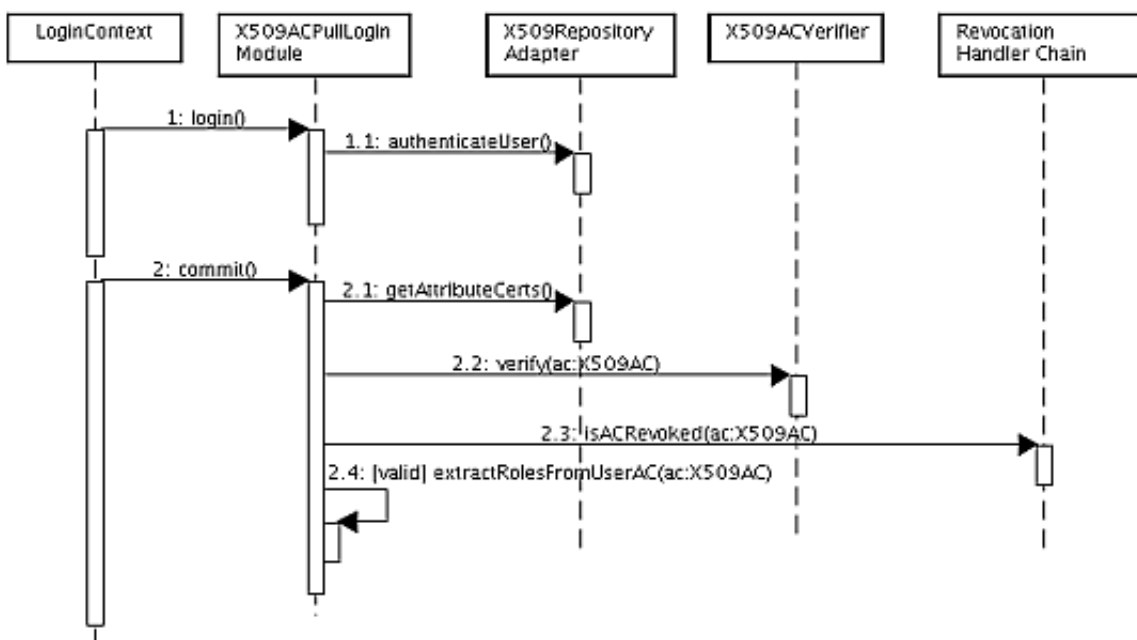 LoginContext
X509ACPullLogin
Module
X509Repository
Adapter
X509ACVerifier
Revocation
Handler Chain
1: login()
1.1: authenticateUser()
2: commit()
2.1: getAttributeCerts()
2.2: verify(ac:X509AC)
2.3: isACRevoked(ac:X509AC)
2.4: [valid] extractRolesFromUserAC(ac:X509AC)